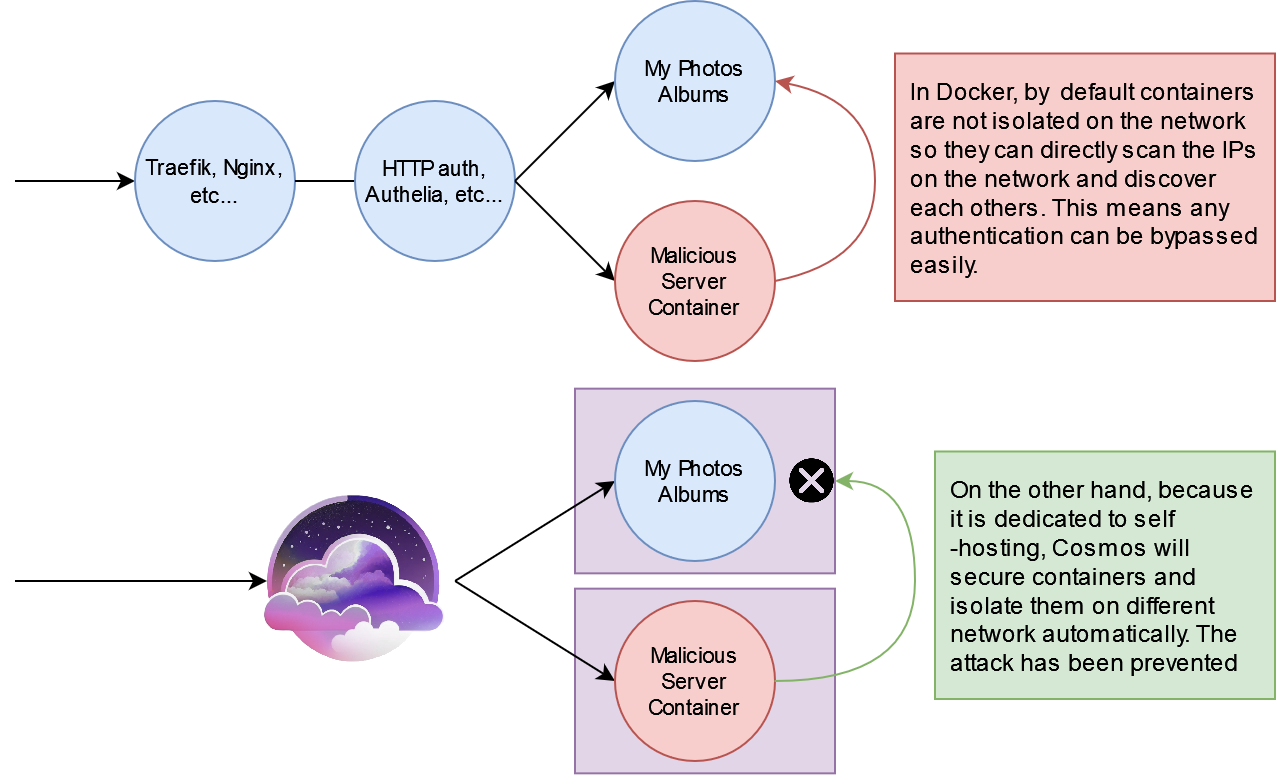 Traefik, Nginx,
etc...
HTTP auth,
Authelia, etc...
My Photos
Albums
Malicious
Server
Container
In Docker, by default containers
are not isolated on the network
so they can directly scan the IPs
on the network and discover
each others. This means any
authentication can be bypassed
easily.
My Photos
Albums
Malicious
Server
Container
On the other hand, because
it is dedicated to self
-hosting, Cosmos will
secure containers and
isolate them on different
network automatically. The
attack has been prevented